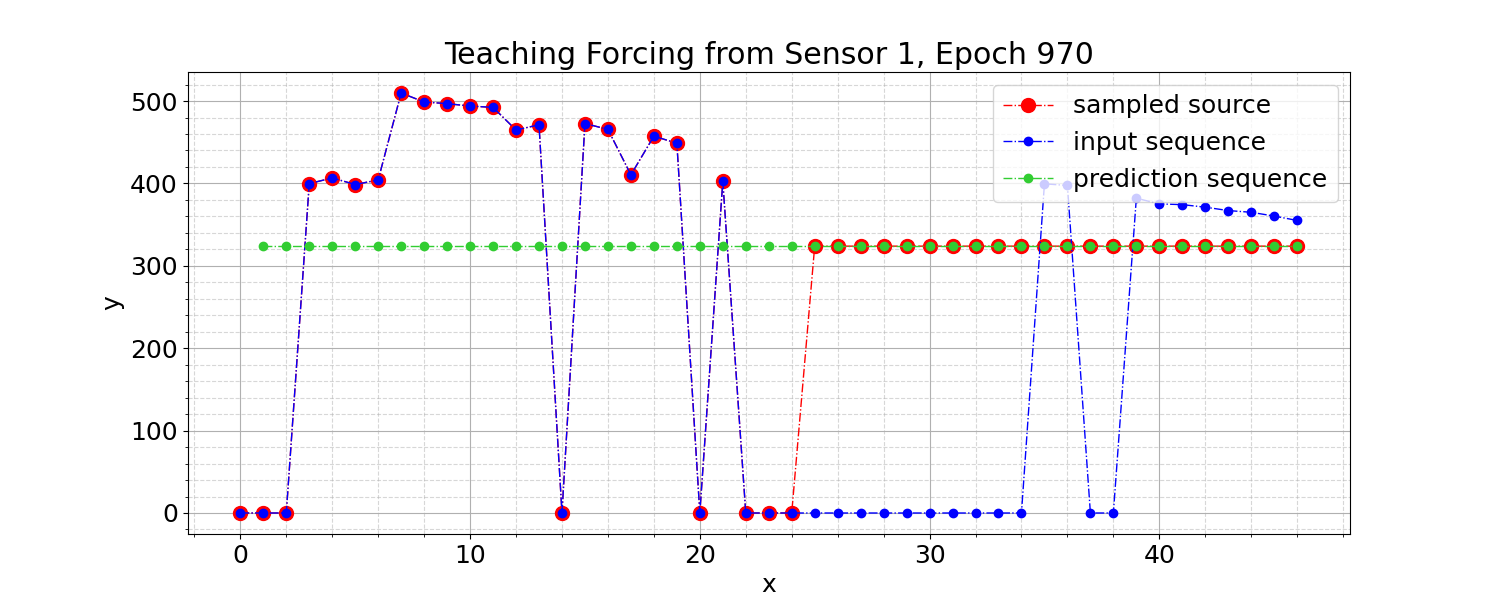 Teaching Forcing from Sensor 1, Epoch 970
500
400
300
200
100
0
y
sampled source
input sequence
prediction sequence
0 10 20 30 40
x